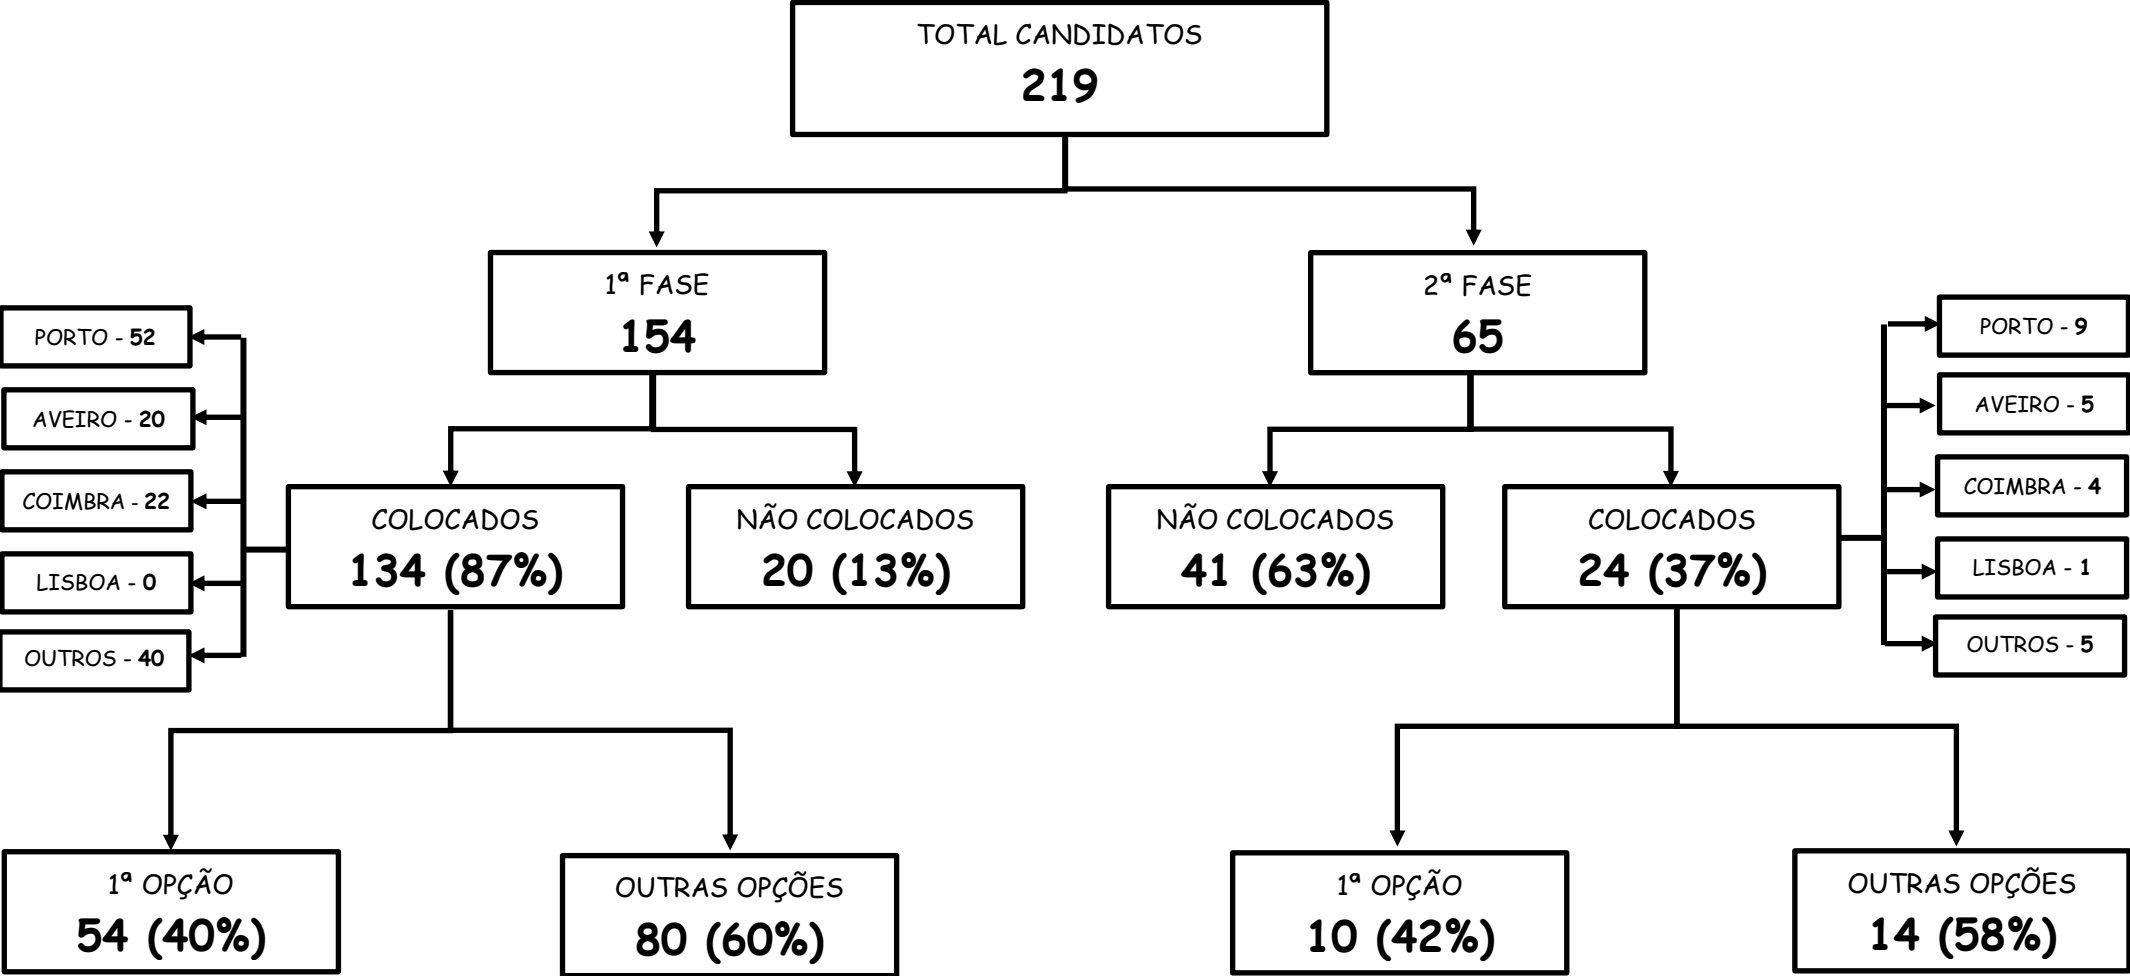 TOTAL CANDIDATOS
219
1ª FASE
154
2ª FASE
65
PORTO - 52
AVEIRO - 20
COIMBRA - 22
LISBOA - 0
OUTROS - 40
COLOCADOS
134 (87%)
NÃO COLOCADOS
20 (13%)
NÃO COLOCADOS
41 (63%)
COLOCADOS
24 (37%)
PORTO - 9
AVEIRO - 5
COIMBRA - 4
LISBOA - 1
OUTROS - 5
1ª OPÇÃO
54 (40%)
OUTRAS OPÇÕES
80 (60%)
1ª OPÇÃO
10 (42%)
OUTRAS OPÇÕES
14 (58%)